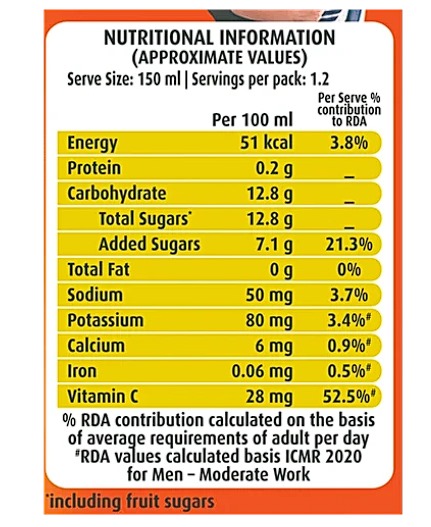 NUTRITIONAL INFORMATION
(APPROXIMATE VALUES)
Serve Size: 150 ml | Servings per pack: 1.2
Per 100 ml Per Serve % contribution to RDA
Energy 51 kcal 3.8%
Protein 0.2 g _
Carbohydrate 12.8 g _
Total Sugars* 12.8 g _
Added Sugars 7.1 g 21.3%
Total Fat 0 g 0%
Sodium 50 mg 3.7%
Potassium 80 mg 3.4%#
Calcium 6 mg 0.9%#
Iron 0.06 mg 0.5%#
Vitamin C 28 mg 52.5%#
% RDA contribution calculated on the basis
of average requirements of adult per day
#RDA values calculated basis ICMR 2020
for Men – Moderate Work
*including fruit sugars